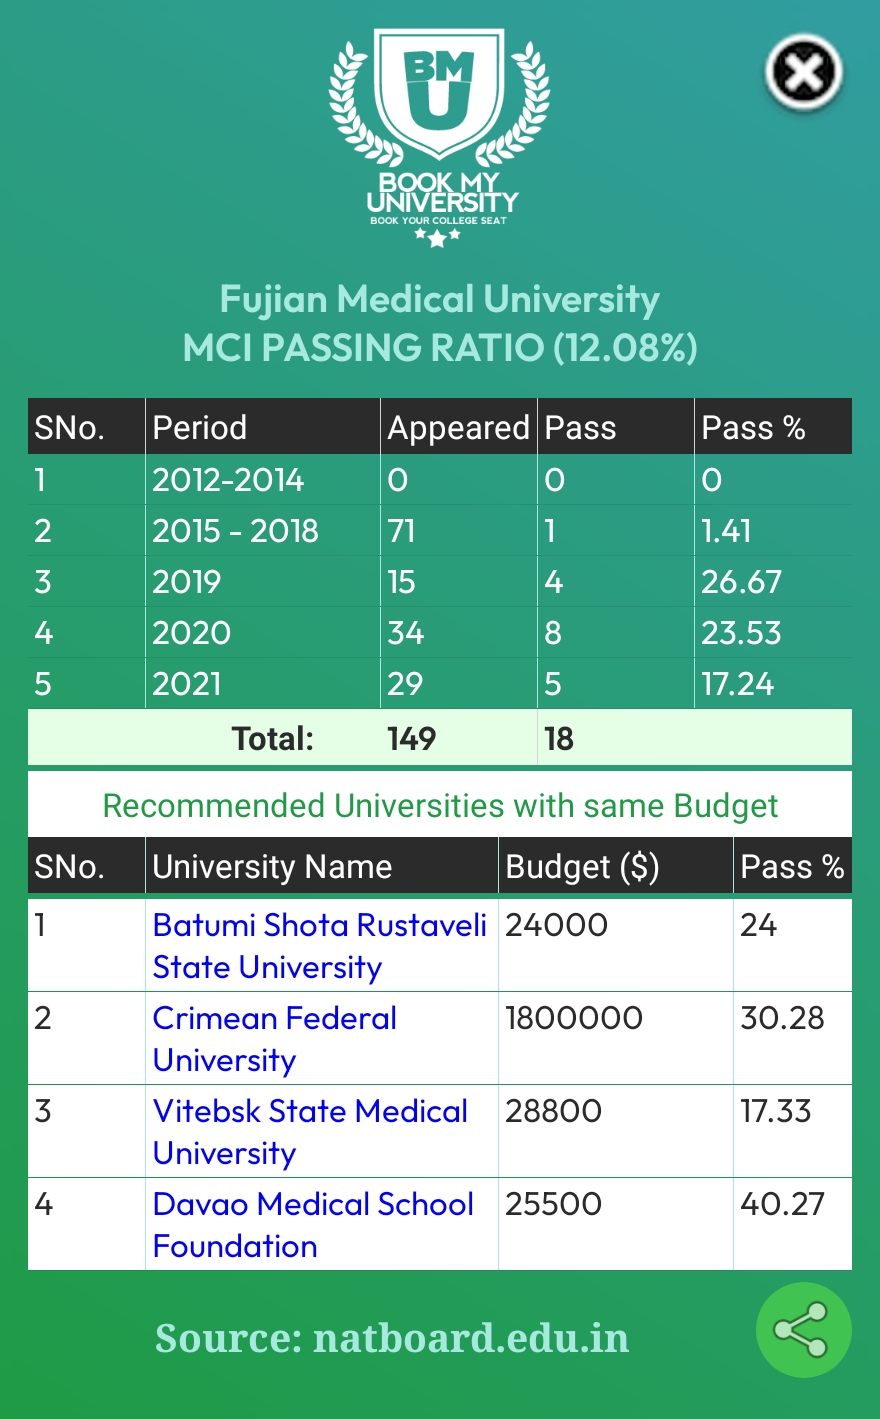 BMU
BOOK MY
UNIVERSITY
BOOK YOUR COLLEGE SEAT
Fujian Medical University
MCI PASSING RATIO (12.08%)
SNo. Period Appeared Pass Pass %
1 2012-2014 0 0 0
2 2015 - 2018 71 1 1.41
3 2019 15 4 26.67
4 2020 34 8 23.53
5 2021 29 5 17.24
Total: 149 18
Recommended Universities with same Budget
SNo. University Name Budget ($) Pass %
1 Batumi Shota Rustaveli 24000 24
State University
2 Crimean Federal 1800000 30.28
University
3 Vitebsk State Medical 28800 17.33
University
4 Davao Medical School 25500 40.27
Foundation
Source: natboard.edu.in